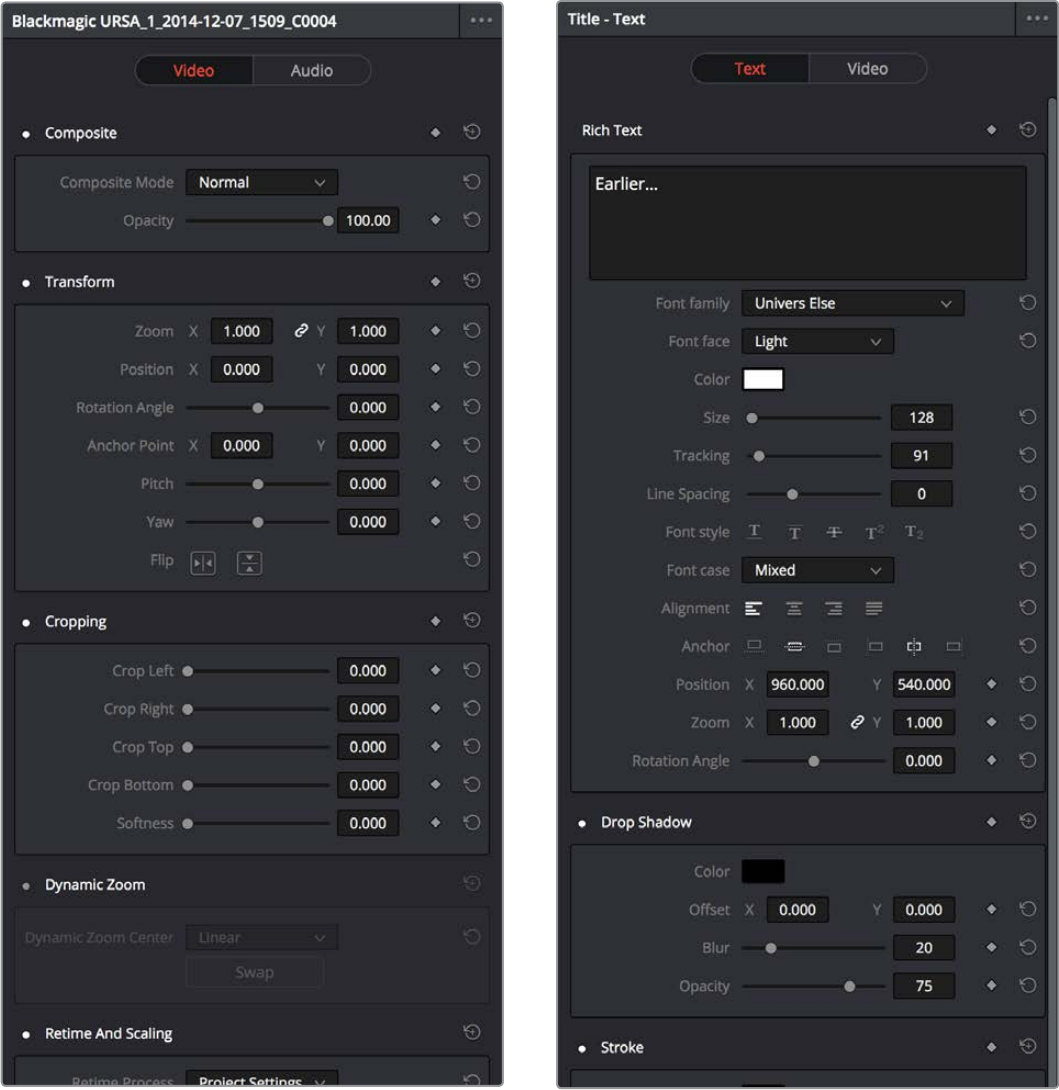 Blackmagic URSA_1_2014-12-07_1509_C0004
Video Audio
Composite
Composite Mode Normal
Opacity 100.00
Transform
Zoom X 1.000 Y 1.000
Position X 0.000 Y 0.000
Rotation Angle 0.000
Anchor Point X 0.000 Y 0.000
Pitch 0.000
Yaw 0.000
Flip
Cropping
Crop Left 0.000
Crop Right 0.000
Crop Top 0.000
Crop Bottom 0.000
Softness 0.000
Dynamic Zoom
Dynamic Zoom Center Linear
Swap
Retime And Scaling
Retime Process Project Settings
Title - Text
Text Video
Rich Text
Earlier...
Font family Univers Else
Font face Light
Color
Size 128
Tracking 91
Line Spacing 0
Font style T T T T² T₂
Font case Mixed
Alignment
Anchor
Position X 960.000 Y 540.000
Zoom X 1.000 Y 1.000
Rotation Angle 0.000
Drop Shadow
Color
Offset X 0.000 Y 0.000
Blur 20
Opacity 75
Stroke